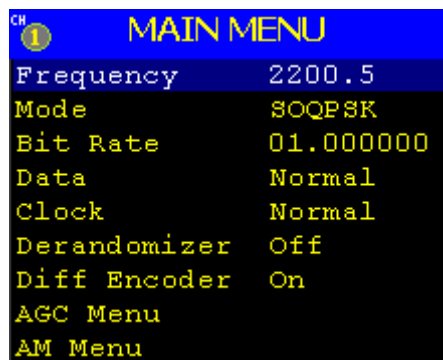 CH 1 MAIN MENU
Frequency 2200.5
Mode SOQPSK
Bit Rate 01.000000
Data Normal
Clock Normal
Derandomizer Off
Diff Encoder On
AGC Menu
AM Menu